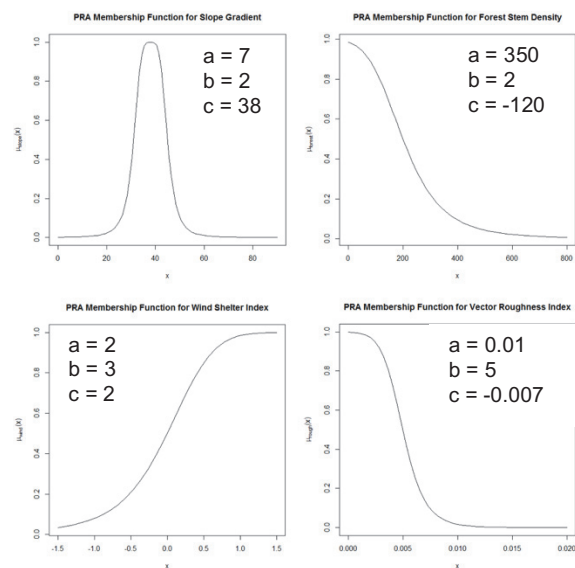 PRA Membership Function for Slope Gradient
a = 7
b = 2
c = 38
μslope(x)
0.0 0.2 0.4 0.6 0.8 1.0
0 20 40 60 80
x
PRA Membership Function for Forest Stem Density
a = 350
b = 2
c = -120
μforest(x)
0.0 0.2 0.4 0.6 0.8 1.0
0 200 400 600 800
x
PRA Membership Function for Wind Shelter Index
a = 2
b = 3
c = 2
μwind(x)
0.0 0.2 0.4 0.6 0.8 1.0
-1.5 -1.0 -0.5 0.0 0.5 1.0 1.5
x
PRA Membership Function for Vector Roughness Index
a = 0.01
b = 5
c = -0.007
μrough(x)
0.0 0.2 0.4 0.6 0.8 1.0
0.000 0.005 0.010 0.015 0.020
x